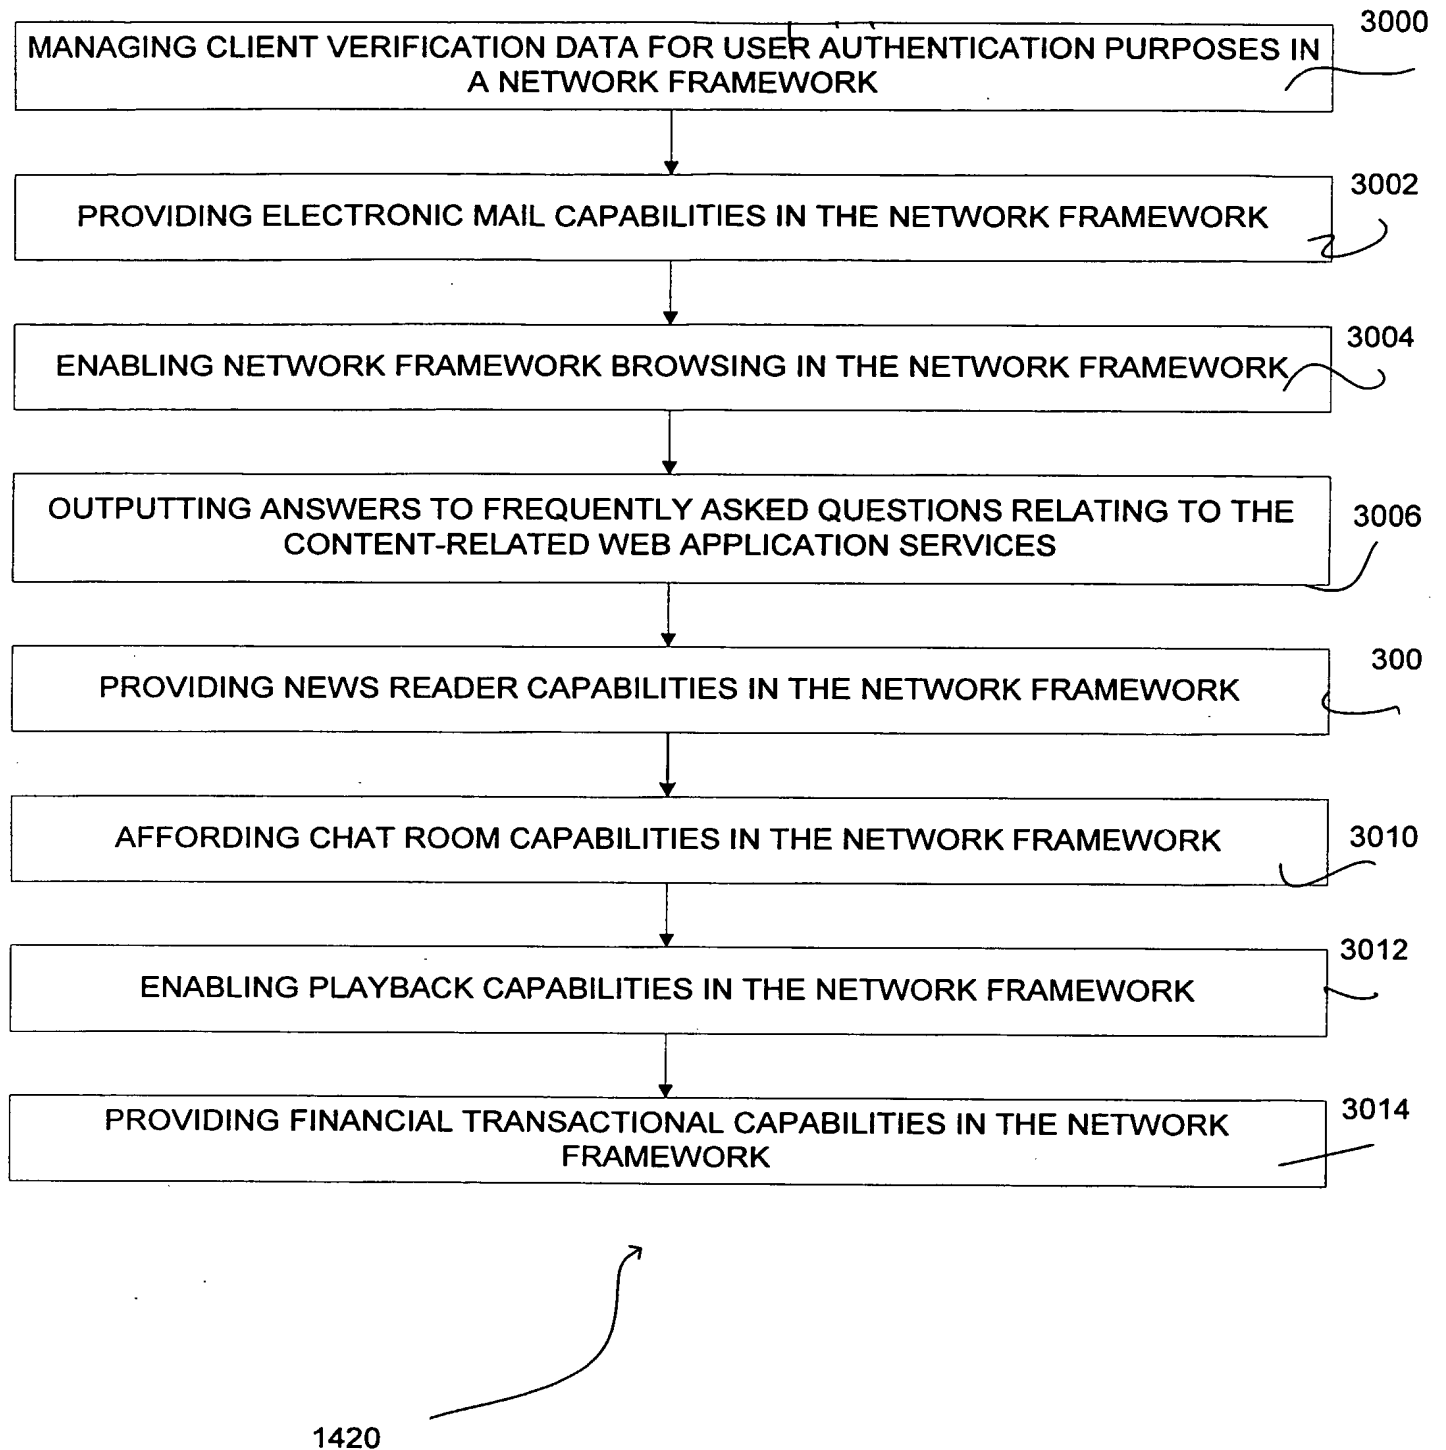 3000
MANAGING CLIENT VERIFICATION DATA FOR USER AUTHENTICATION PURPOSES IN
A NETWORK FRAMEWORK
3002
PROVIDING ELECTRONIC MAIL CAPABILITIES IN THE NETWORK FRAMEWORK
3004
ENABLING NETWORK FRAMEWORK BROWSING IN THE NETWORK FRAMEWORK
OUTPUTTING ANSWERS TO FREQUENTLY ASKED QUESTIONS RELATING TO THE
3006
CONTENT-RELATED WEB APPLICATION SERVICES
300
PROVIDING NEWS READER CAPABILITIES IN THE NETWORK FRAMEWORK
AFFORDING CHAT ROOM CAPABILITIES IN THE NETWORK FRAMEWORK
3010
3012
ENABLING PLAYBACK CAPABILITIES IN THE NETWORK FRAMEWORK
3014
PROVIDING FINANCIAL TRANSACTIONAL CAPABILITIES IN THE NETWORK
FRAMEWORK
1420